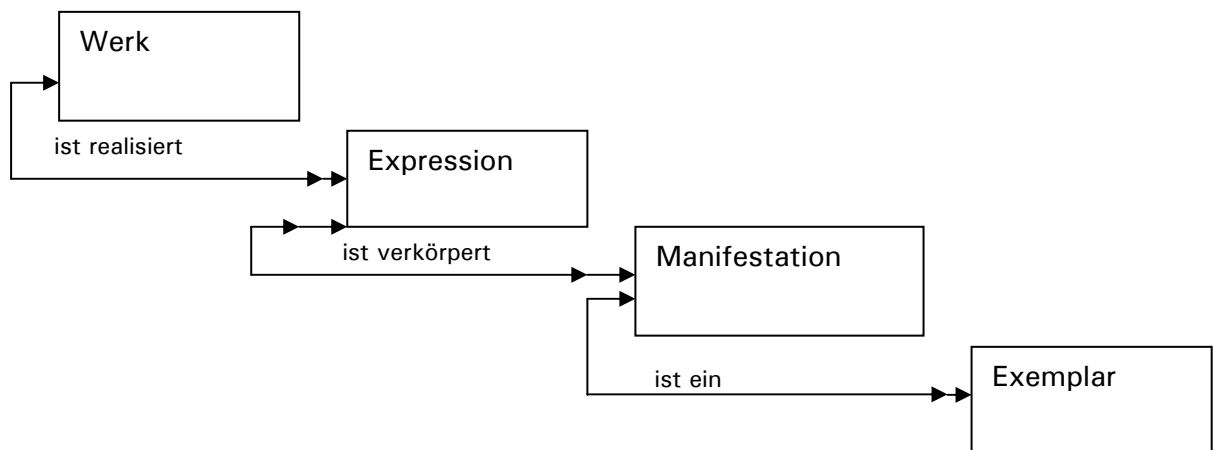 Werk
ist realisiert
Expression
ist verkörpert
Manifestation
ist ein
Exemplar